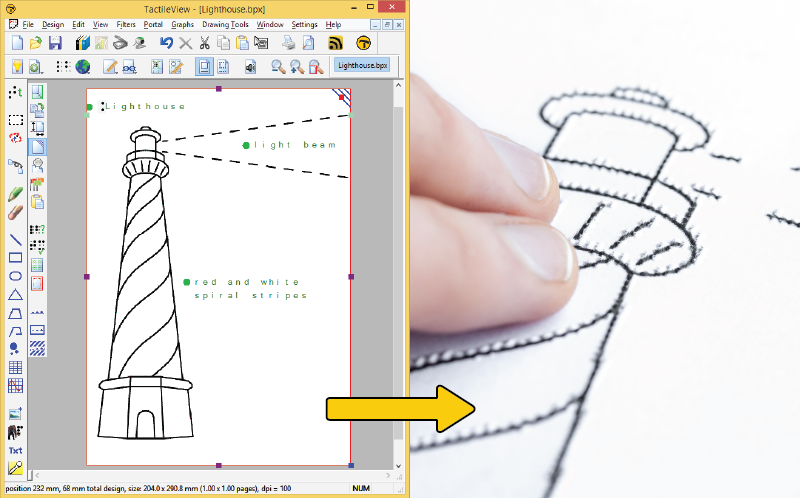 TactileView - [Lighthouse.bpx]
File Design Edit View Filters Portal Graphs Drawing Tools Window Settings Help
Lighthouse.bpx
Lighthouse
light beam
red and white
spiral stripes
Txt
position 232 mm, 68 mm total design, size: 204.0 x 290.8 mm (1.00 x 1.00 pages), dpi = 100 NUM